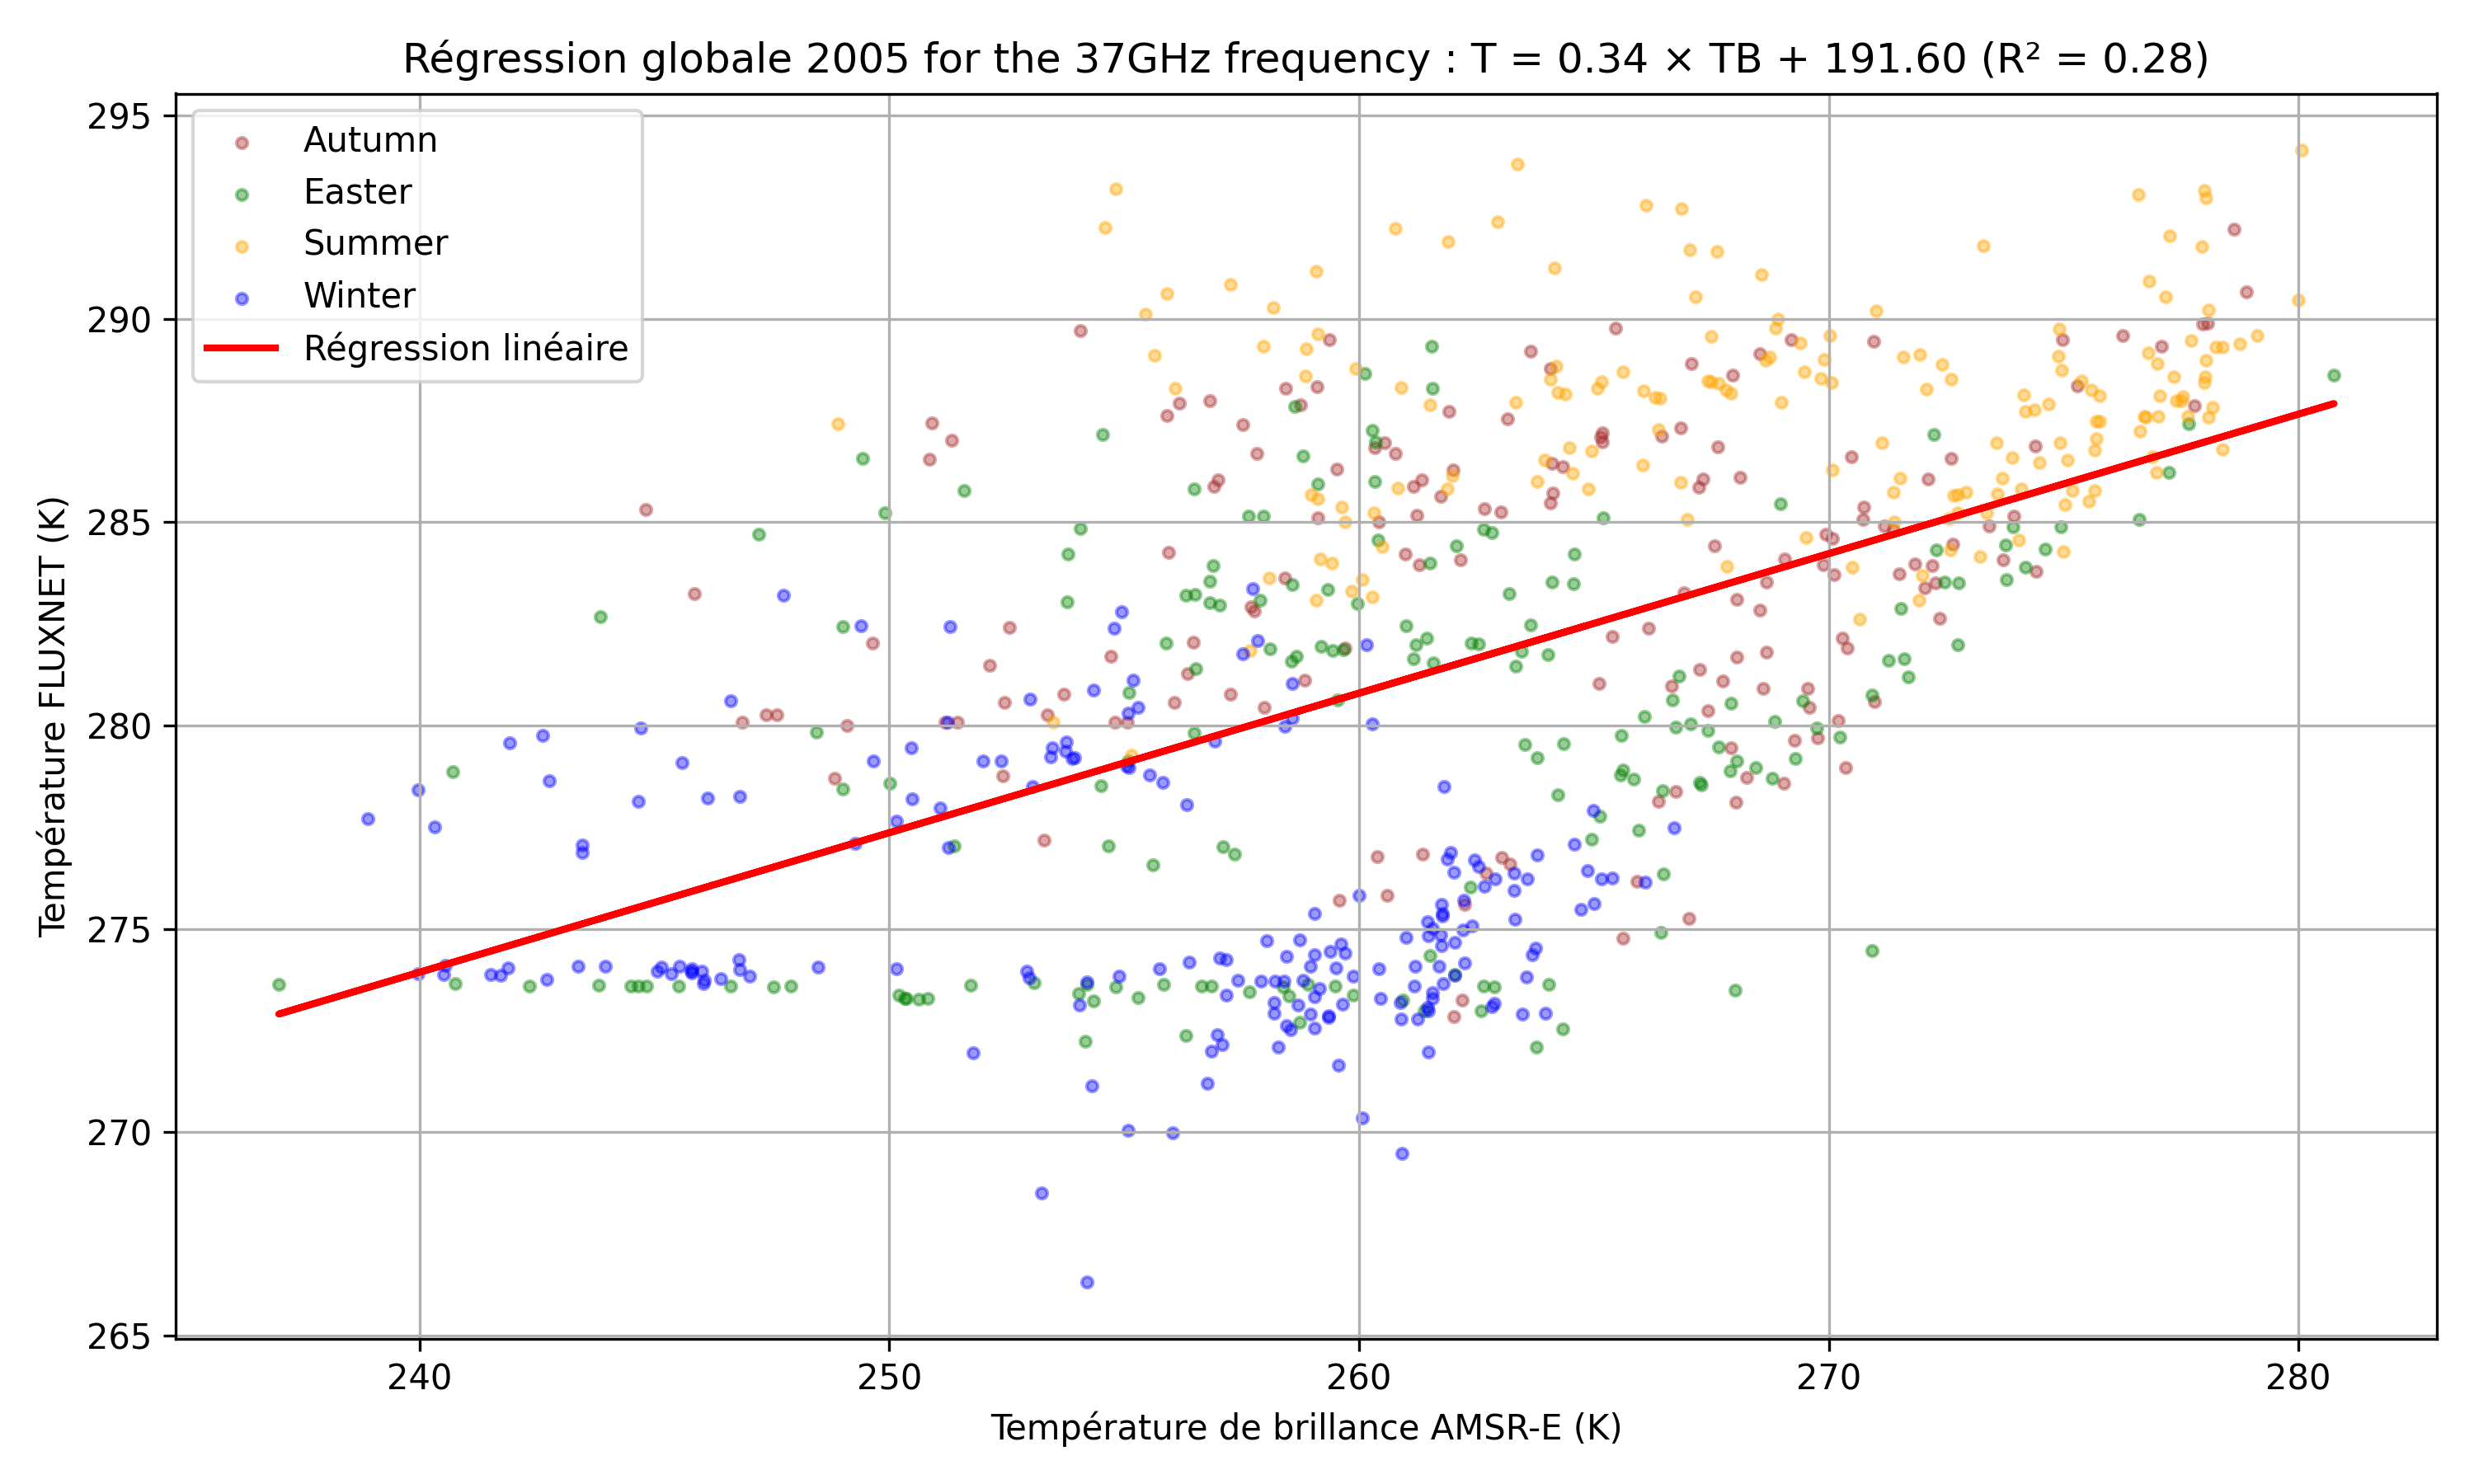 Régression globale 2005 for the 37GHz frequency : T = 0.34 × TB + 191.60 (R² = 0.28)
Autumn
Easter
Summer
Winter
Régression linéaire
295
290
285
280
275
270
265
Température FLUXNET (K)
240 250 260 270 280
Température de brillance AMSR-E (K)